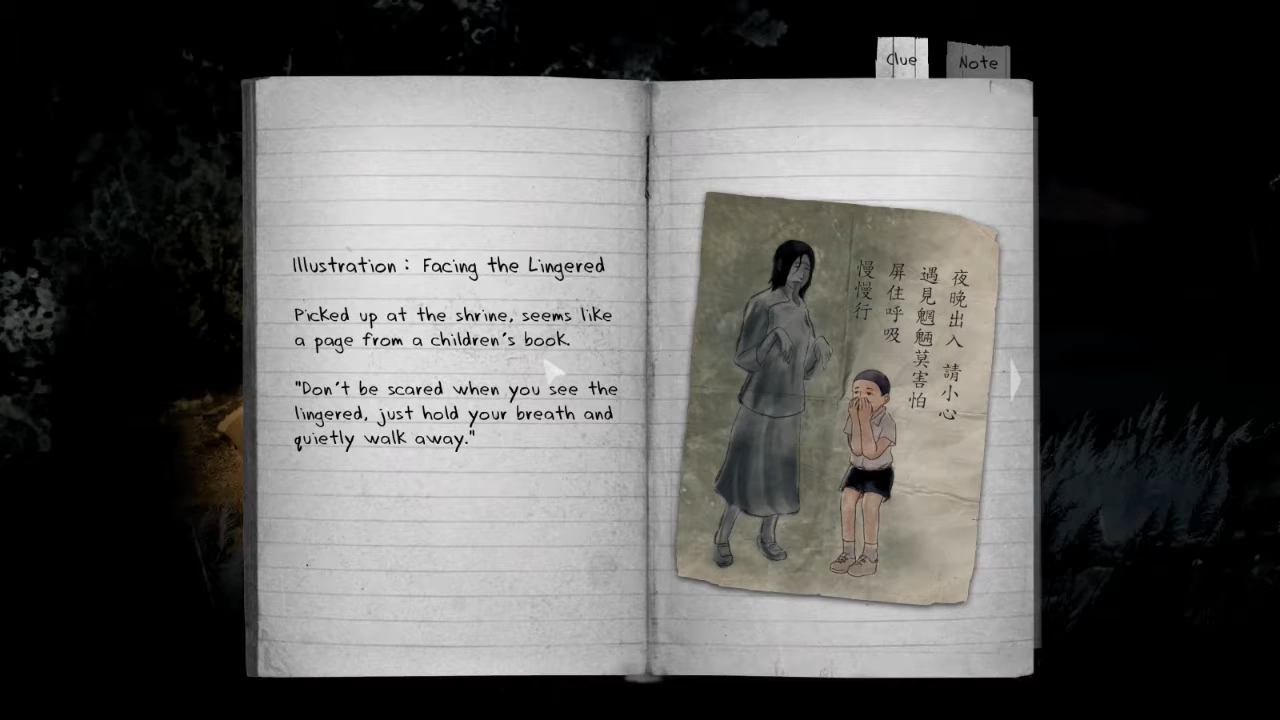 Clue
Note
Illustration : Facing the Lingered
Picked up at the shrine, seems like
a page from a children's book.
"Don't be scared when you see the
lingered, just hold your breath and
quietly walk away."
夜晚出入 請小心
遇見魍魎莫害怕
屏住呼吸
慢慢行